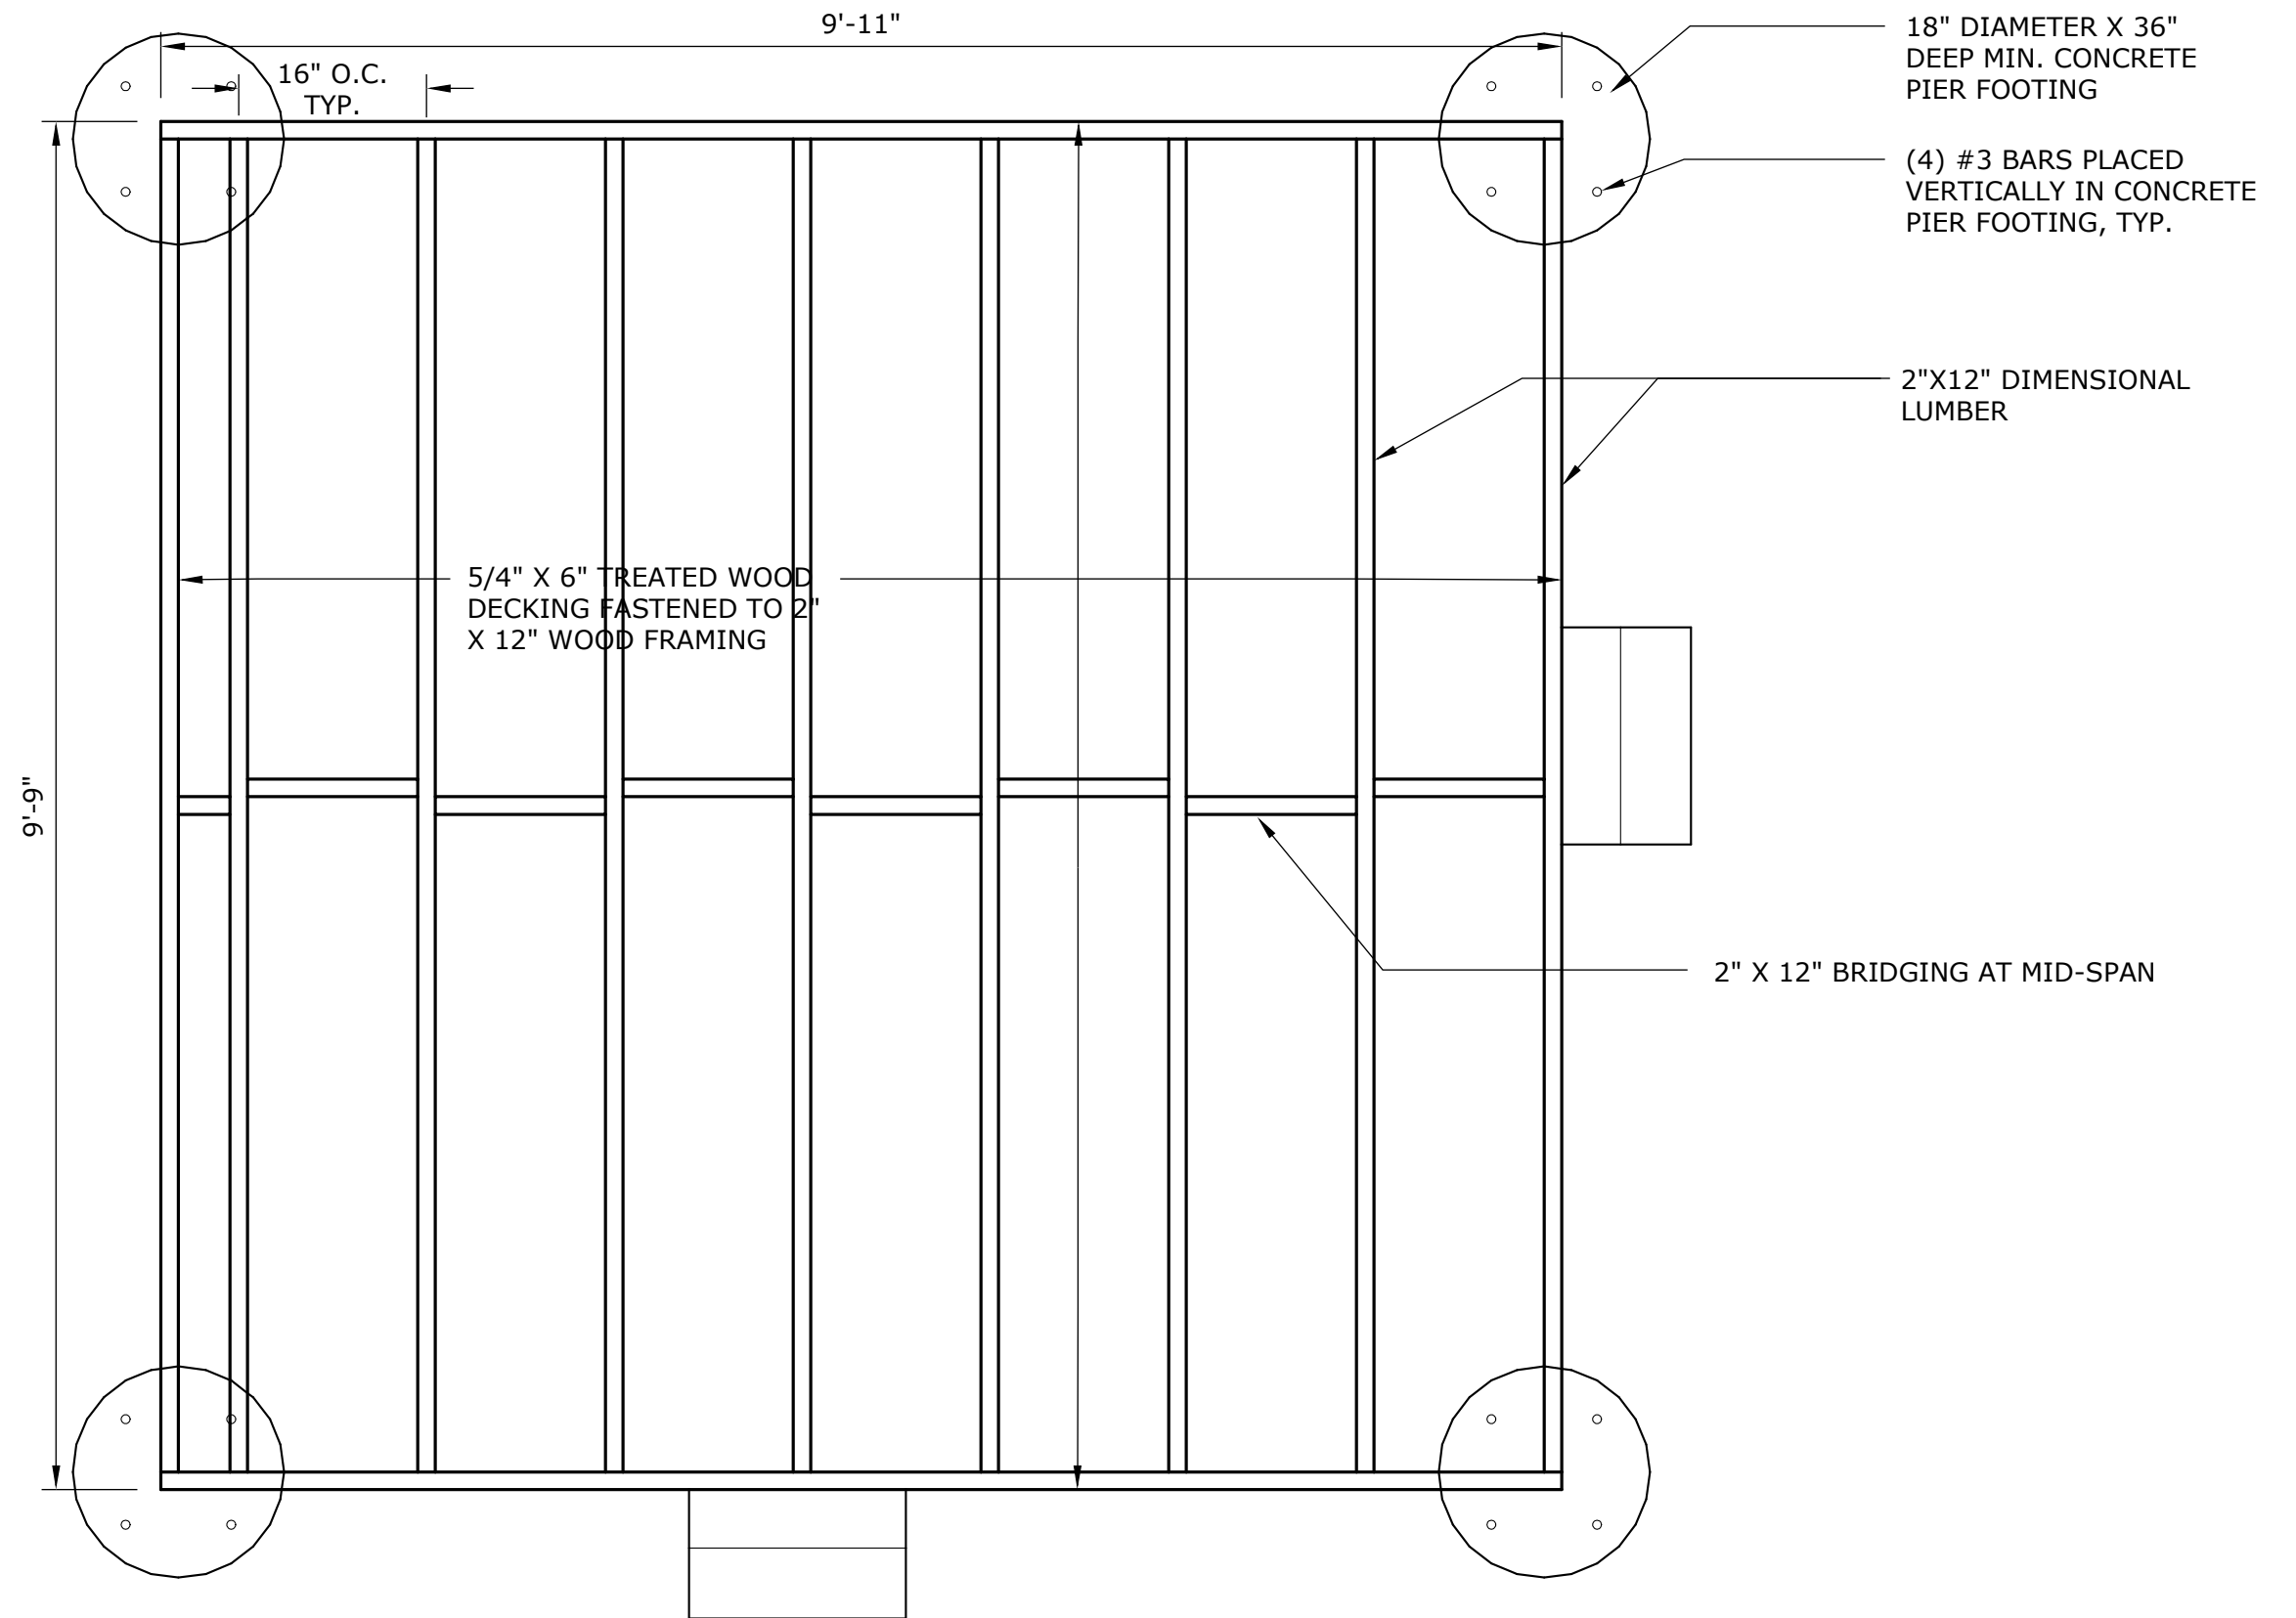 9'-11"
16" O.C.
TYP.
18" DIAMETER X 36"
DEEP MIN. CONCRETE
PIER FOOTING
(4) #3 BARS PLACED
VERTICALLY IN CONCRETE
PIER FOOTING, TYP.
2"X12" DIMENSIONAL
LUMBER
5/4" X 6" TREATED WOOD
DECKING FASTENED TO 2"
X 12" WOOD FRAMING
9'-9"
2" X 12" BRIDGING AT MID-SPAN